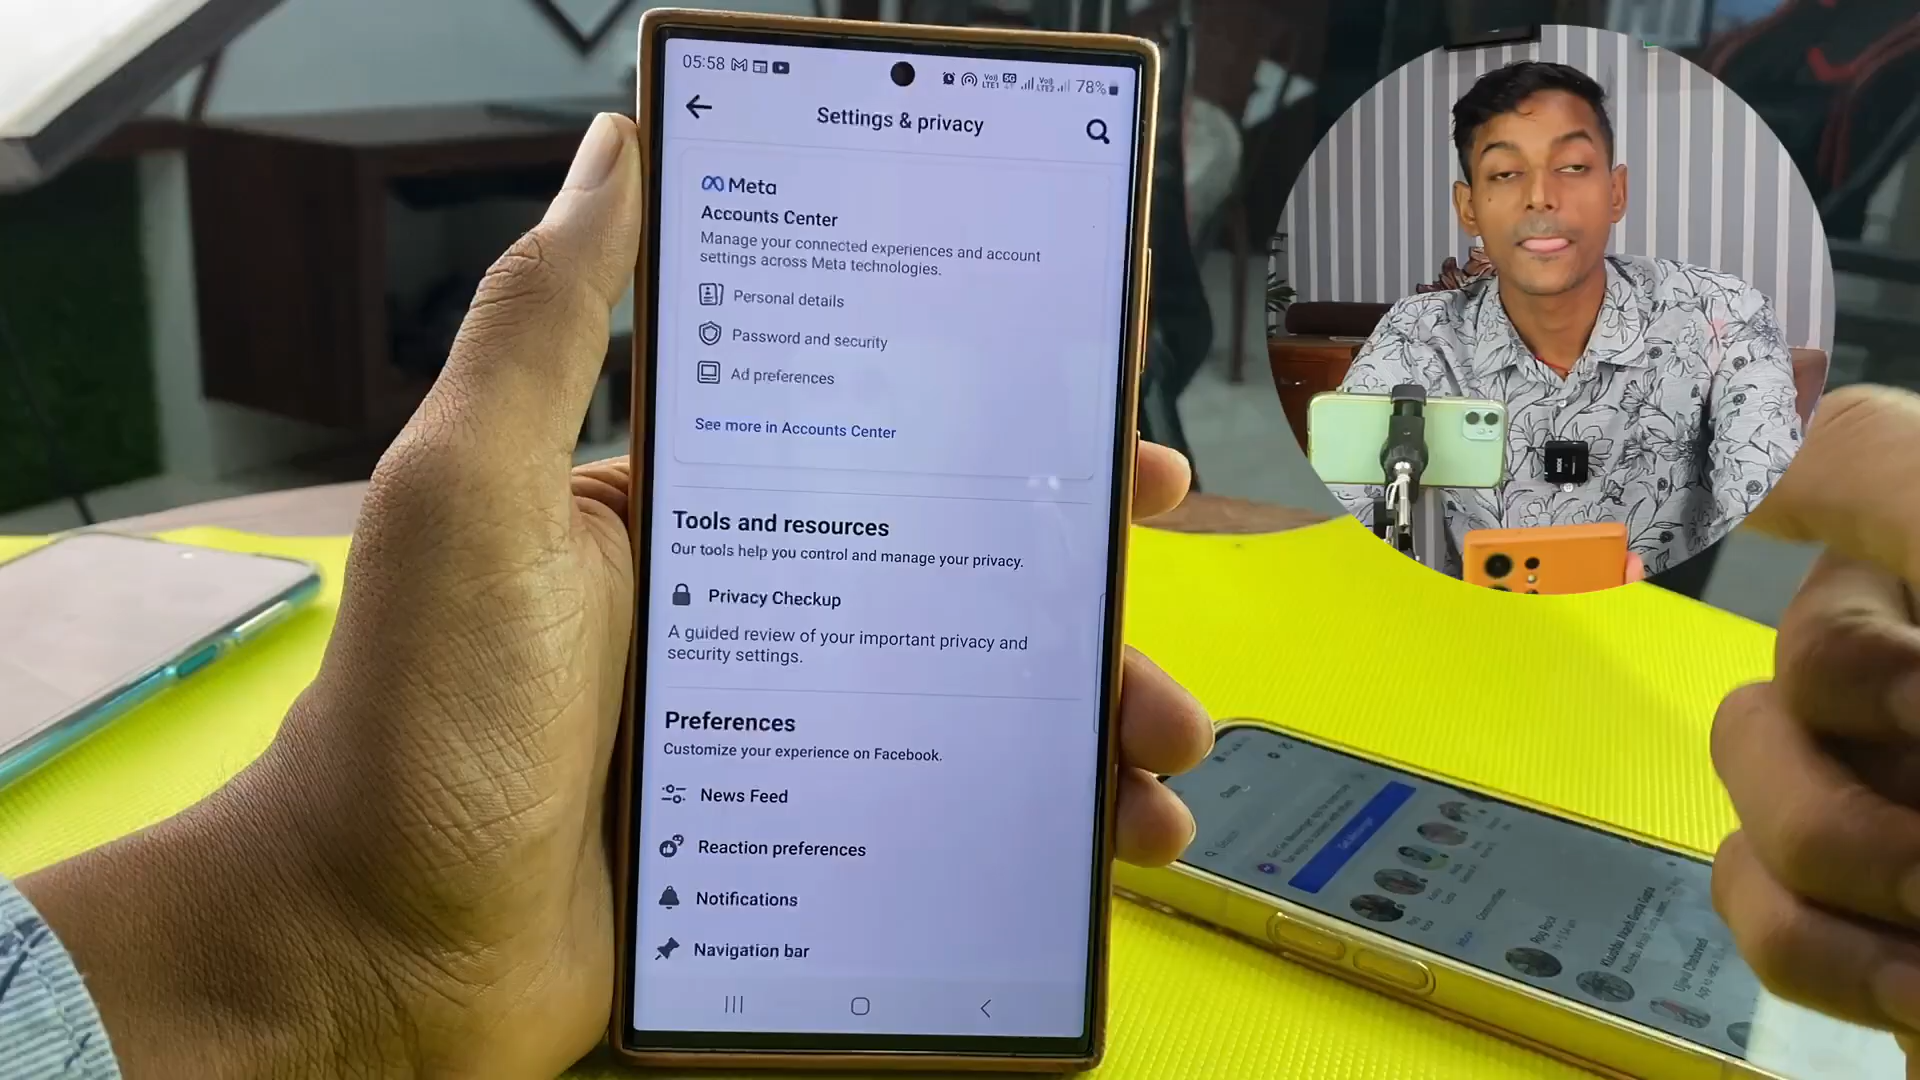 05:58
78%
Settings & privacy
Meta
Accounts Center
Manage your connected experiences and account
settings across Meta technologies.
Personal details
Password and security
Ad preferences
See more in Accounts Center
Tools and resources
Our tools help you control and manage your privacy.
Privacy Checkup
A guided review of your important privacy and
security settings.
Preferences
Customize your experience on Facebook.
News Feed
Reaction preferences
Notifications
Navigation bar
Get Messenger
Communities